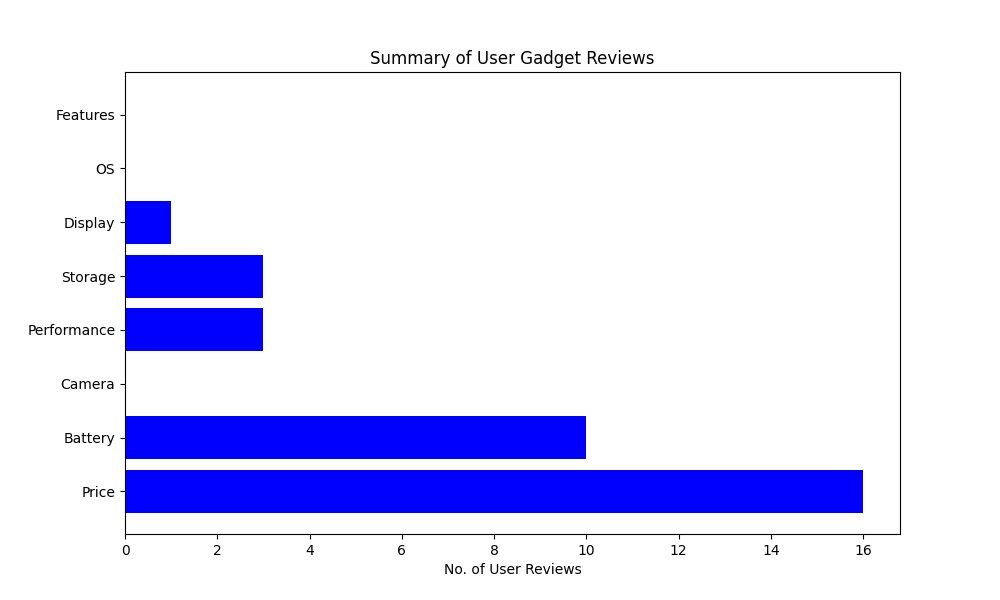 Summary of User Gadget Reviews
Features
OS
Display
Storage
Performance
Camera
Battery
Price
0 2 4 6 8 10 12 14 16
No. of User Reviews